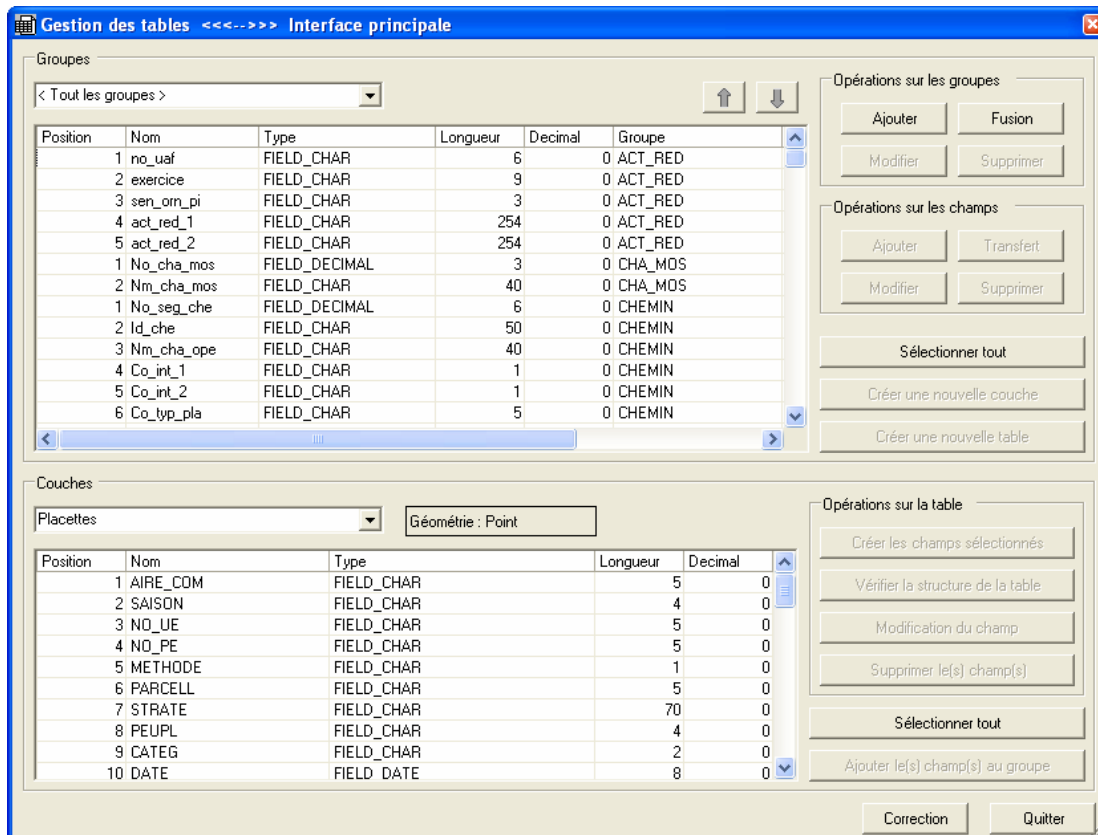 Gestion des tables <<<-->>> Interface principale
Groupes
< Tout les groupes >
Position Nom Type Longueur Decimal Groupe
1 no_uaf FIELD_CHAR 6 0 ACT_RED
2 exercice FIELD_CHAR 9 0 ACT_RED
3 sen_orn_pi FIELD_CHAR 3 0 ACT_RED
4 act_red_1 FIELD_CHAR 254 0 ACT_RED
5 act_red_2 FIELD_CHAR 254 0 ACT_RED
1 No_cha_mos FIELD_DECIMAL 3 0 CHA_MOS
2 Nm_cha_mos FIELD_CHAR 40 0 CHA_MOS
1 No_seg_che FIELD_DECIMAL 6 0 CHEMIN
2 Id_che FIELD_CHAR 50 0 CHEMIN
3 Nm_cha_ope FIELD_CHAR 40 0 CHEMIN
4 Co_int_1 FIELD_CHAR 1 0 CHEMIN
5 Co_int_2 FIELD_CHAR 1 0 CHEMIN
6 Co_typ_pla FIELD_CHAR 5 0 CHEMIN
Opérations sur les groupes
Ajouter Fusion
Modifier Supprimer
Opérations sur les champs
Ajouter Transfert
Modifier Supprimer
Sélectionner tout
Créer une nouvelle couche
Créer une nouvelle table
Couches
Placettes
Géométrie : Point
Position Nom Type Longueur Decimal
1 AIRE_COM FIELD_CHAR 5 0
2 SAISON FIELD_CHAR 4 0
3 NO_UE FIELD_CHAR 5 0
4 NO_PE FIELD_CHAR 5 0
5 METHODE FIELD_CHAR 1 0
6 PARCELL FIELD_CHAR 5 0
7 STRATE FIELD_CHAR 70 0
8 PEUPL FIELD_CHAR 4 0
9 CATEG FIELD_CHAR 2 0
10 DATE FIELD_DATE 8 0
Opérations sur la table
Créer les champs sélectionnés
Vérifier la structure de la table
Modification du champ
Supprimer le(s) champ(s)
Sélectionner tout
Ajouter le(s) champ(s) au groupe
Correction Quitter